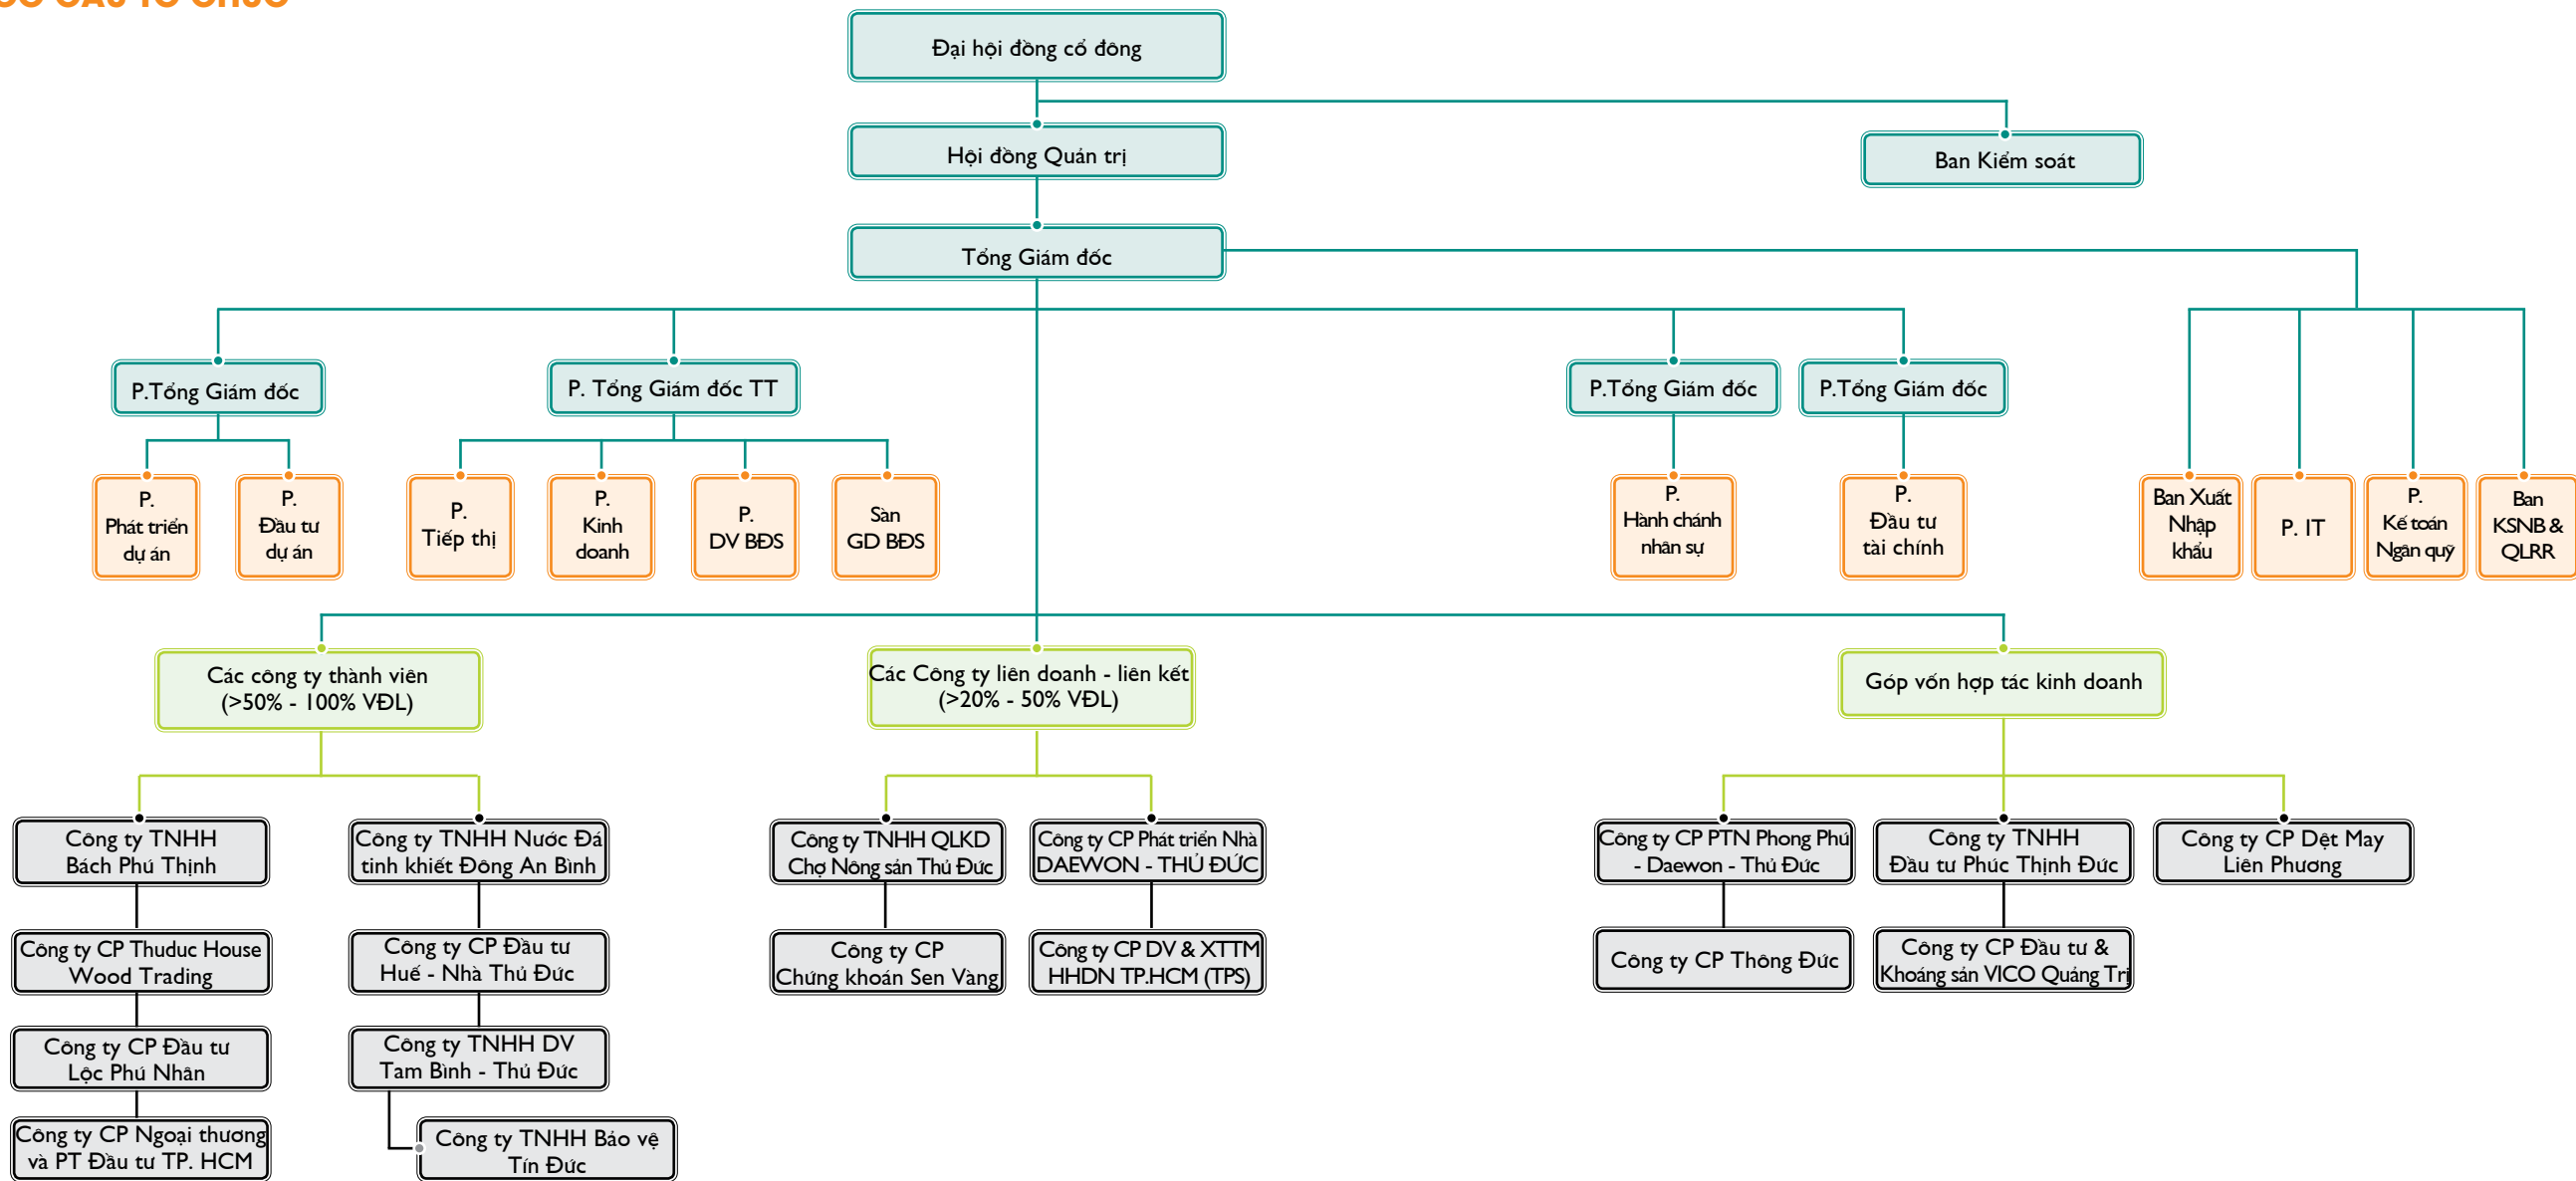 CƠ CẤU TỔ CHỨC
Đại hội đồng cổ đông
Hội đồng Quản trị
Ban Kiểm soát
Tổng Giám đốc
P.Tổng Giám đốc
P. Tổng Giám đốc TT
P.Tổng Giám đốc
P.Tổng Giám đốc
P.
Phát triển
dự án
P.
Đầu tư
dự án
P.
Tiếp thị
P.
Kinh
doanh
P.
DV BĐS
Sàn
GD BĐS
P.
Hành chánh
nhân sự
P.
Đầu tư
tài chính
Ban Xuất
Nhập
khẩu
P. IT
P.
Kế toán
Ngân quỹ
Ban
KSNB &
QLRR
Các công ty thành viên
(>50% - 100% VĐL)
Các Công ty liên doanh - liên kết
(>20% - 50% VĐL)
Góp vốn hợp tác kinh doanh
Công ty TNHH
Bách Phú Thịnh
Công ty TNHH Nước Đá
tinh khiết Đông An Bình
Công ty TNHH QLKD
Chợ Nông sản Thủ Đức
Công ty CP Phát triển Nhà
DAEWON - THỦ ĐỨC
Công ty CP PTN Phong Phú
- Daewon - Thủ Đức
Công ty TNHH
Đầu tư Phúc Thịnh Đức
Công ty CP Dệt May
Liên Phương
Công ty CP Thuduc House
Wood Trading
Công ty CP Đầu tư
Huế - Nhà Thủ Đức
Công ty CP
Chứng khoán Sen Vàng
Công ty CP DV & XTTM
HHDN TP.HCM (TPS)
Công ty CP Thông Đức
Công ty CP Đầu tư &
Khoáng sản VICO Quảng Trị
Công ty CP Đầu tư
Lộc Phú Nhân
Công ty TNHH DV
Tam Bình - Thủ Đức
Công ty CP Ngoại thương
và PT Đầu tư TP. HCM
Công ty TNHH Bảo vệ
Tín Đức